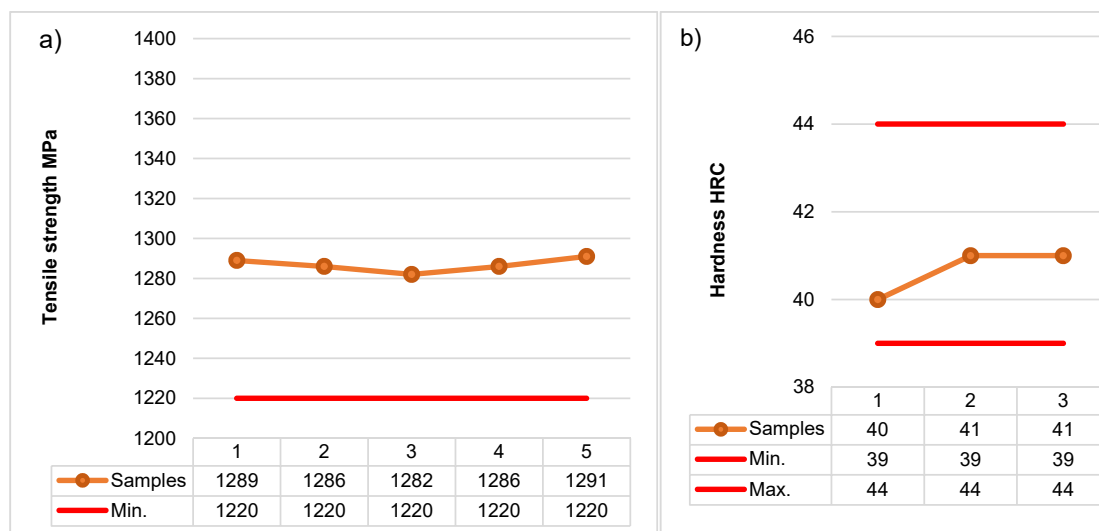 a)
Tensile strength MPa
1400
1380
1360
1340
1320
1300
1280
1260
1240
1220
1200
1 2 3 4 5
Samples 1289 1286 1282 1286 1291
Min. 1220 1220 1220 1220 1220
b)
Hardness HRC
46
44
42
40
38
1 2 3
Samples 40 41 41
Min. 39 39 39
Max. 44 44 44